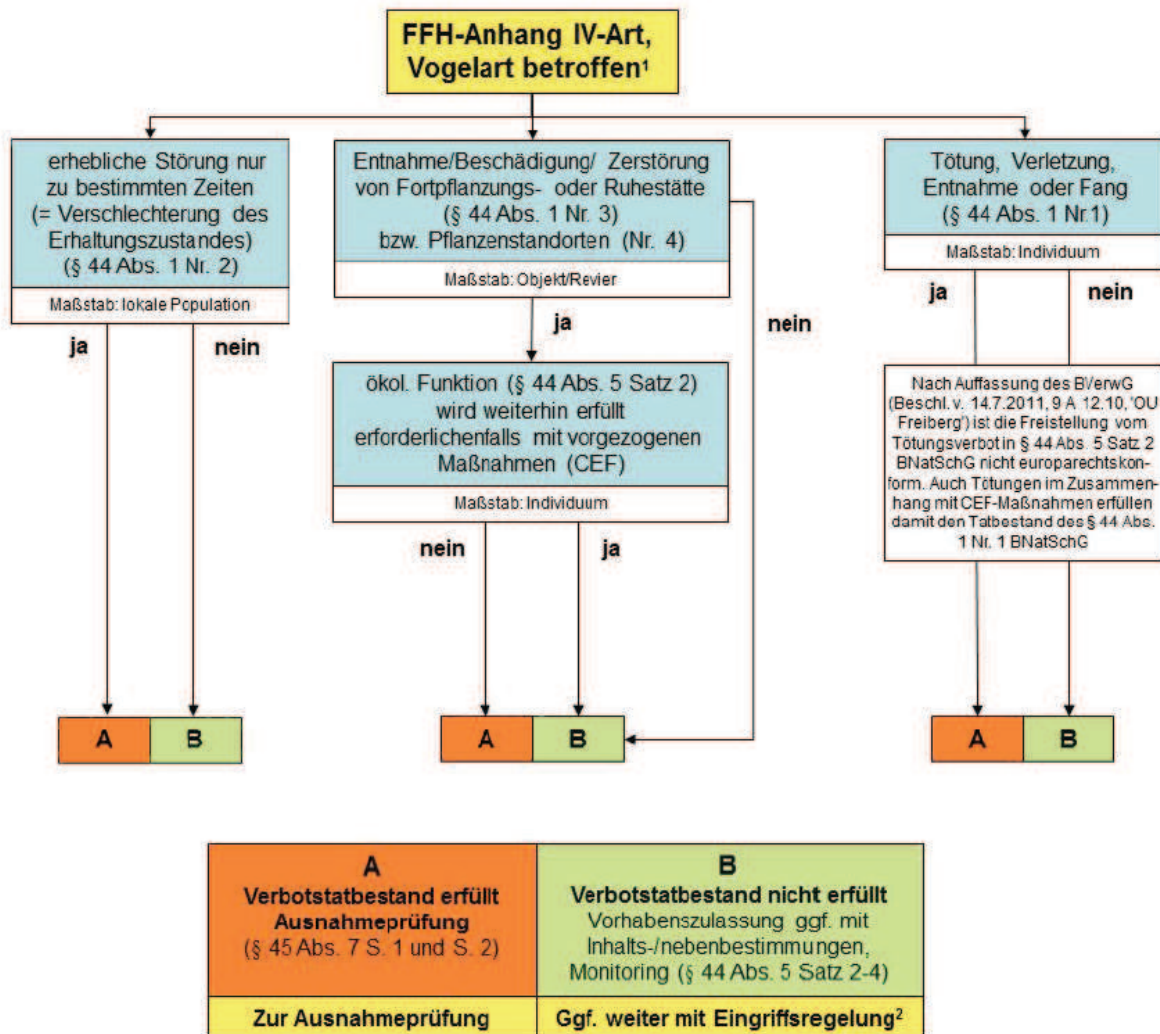 FFH-Anhang IV-Art,
Vogelart betroffen¹
erhebliche Störung nur
zu bestimmten Zeiten
(= Verschlechterung des
Erhaltungszustandes)
(§ 44 Abs. 1 Nr. 2)
Maßstab: lokale Population
ja
nein
Entnahme/Beschädigung/ Zerstörung
von Fortpflanzungs- oder Ruhestätte
(§ 44 Abs. 1 Nr. 3)
bzw. Pflanzenstandorten (Nr. 4)
Maßstab: Objekt/Revier
ja
nein
ökol. Funktion (§ 44 Abs. 5 Satz 2)
wird weiterhin erfüllt
erforderlichenfalls mit vorgezogenen
Maßnahmen (CEF)
Maßstab: Individuum
nein
ja
Tötung, Verletzung,
Entnahme oder Fang
(§ 44 Abs. 1 Nr.1)
Maßstab: Individuum
ja
nein
Nach Auffassung des BVerwG
(Beschl. v. 14.7.2011, 9 A 12.10, 'OU
Freiberg') ist die Freistellung vom
Tötungsverbot in § 44 Abs. 5 Satz 2
BNatSchG nicht europarechtskon-
form. Auch Tötungen im Zusammen-
hang mit CEF-Maßnahmen erfüllen
damit den Tatbestand des § 44 Abs.
1 Nr. 1 BNatSchG
A
B
A
B
A
B
A
Verbotstatbestand erfüllt
Ausnahmeprüfung
(§ 45 Abs. 7 S. 1 und S. 2)
B
Verbotstatbestand nicht erfüllt
Vorhabenszulassung ggf. mit
Inhalts-/nebenbestimmungen,
Monitoring (§ 44 Abs. 5 Satz 2-4)
Zur Ausnahmeprüfung
Ggf. weiter mit Eingriffsregelung²